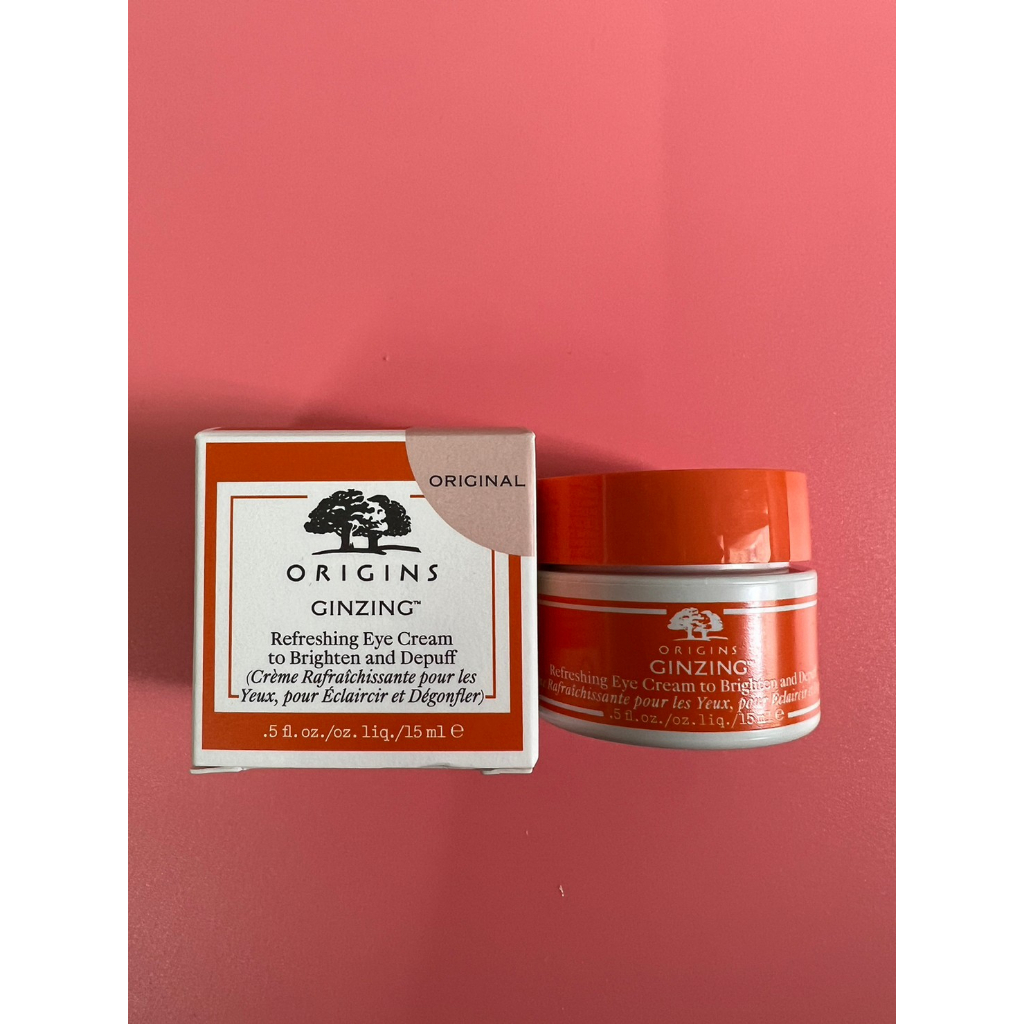 ORIGINAL
ORIGINS
GINZING™
Refreshing Eye Cream
to Brighten and Depuff
(Crème Rafraîchissante pour les
Yeux, pour Éclaircir et Dégonfler)
.5 fl. oz./oz. liq./15 ml ℮
ORIGINS
GINZING™
Refreshing Eye Cream to Brighten and
Rafraîchissante pour les Yeux, pour Éclaircir
.5 fl. oz./oz. liq./15 ml ℮